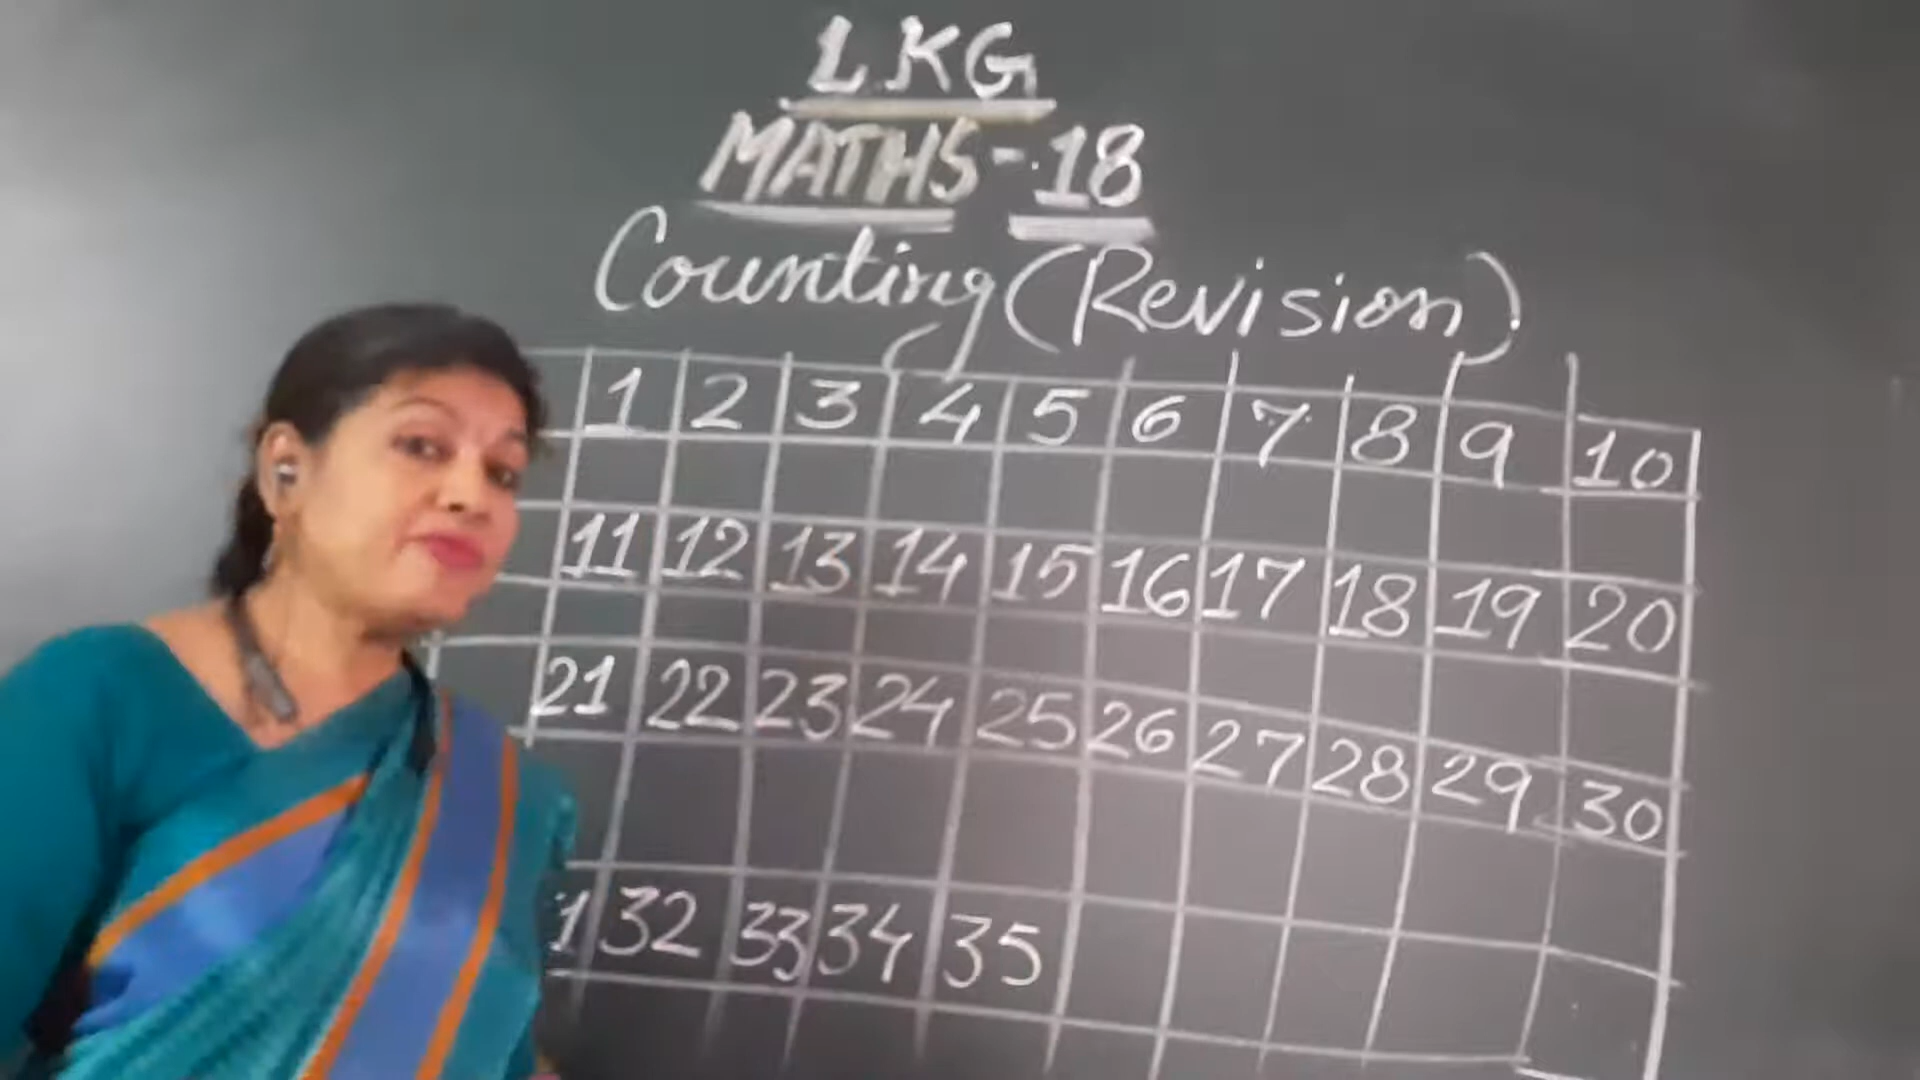 LKG
MATHS-18
Counting (Revision)
1 2 3 4 5 6 7 8 9 10
11 12 13 14 15 16 17 18 19 20
21 22 23 24 25 26 27 28 29 30
1 32 33 34 35